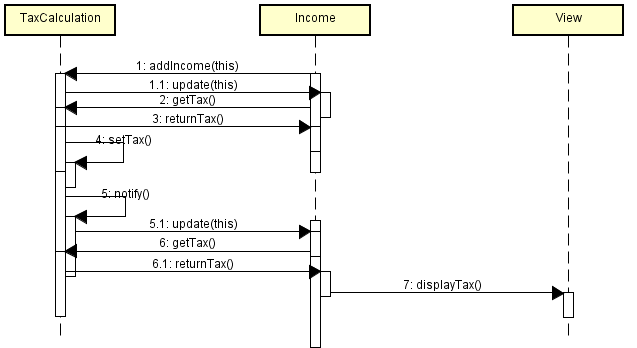 TaxCalculation Income View
1: addIncome(this)
1.1: update(this)
2: getTax()
3: returnTax()
4: setTax()
5: notify()
5.1: update(this)
6: getTax()
6.1: returnTax()
7: displayTax()